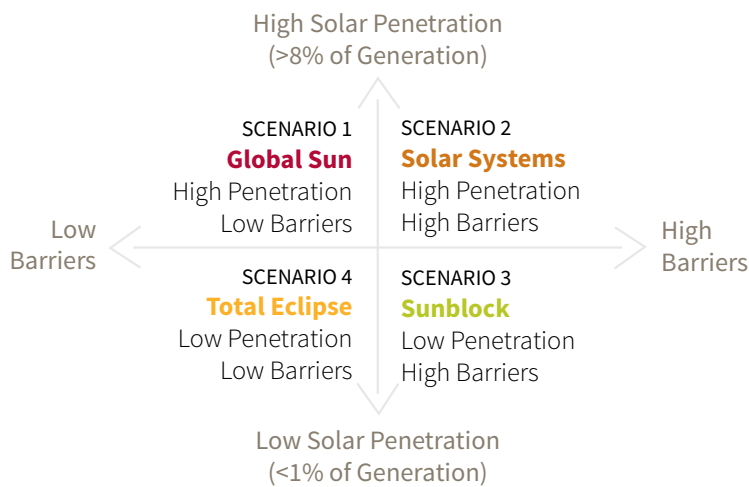 High Solar Penetration
(>8% of Generation)
SCENARIO 1
Global Sun
High Penetration
Low Barriers
SCENARIO 2
Solar Systems
High Penetration
High Barriers
Low
Barriers
High
Barriers
SCENARIO 4
Total Eclipse
Low Penetration
Low Barriers
SCENARIO 3
Sunblock
Low Penetration
High Barriers
Low Solar Penetration
(<1% of Generation)